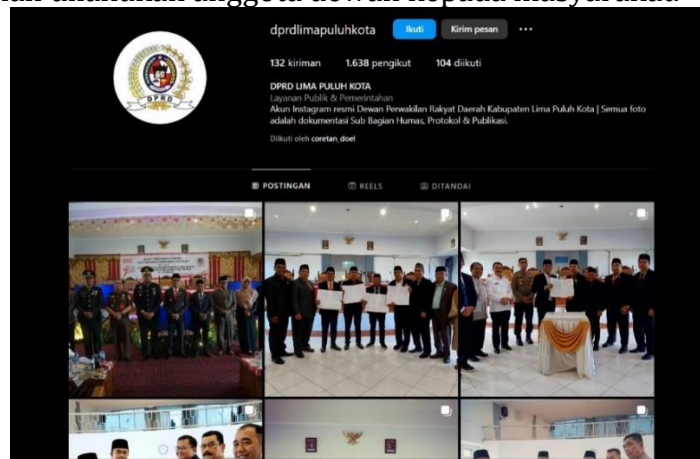 dprdlimapuluhkota Ikuti Kirim pesan
132 kiriman 1.638 pengikut 104 diikuti
DPRD LIMA PULUH KOTA
Layanan Publik & Pemerintahan
Akun Instagram resmi Dewan Perwakilan Rakyat Daerah Kabupaten Lima Puluh Kota | Semua foto
adalah dokumentasi Sub Bagian Humas, Protokol & Publikasi.
Diikuti oleh coretan_doel
POSTINGAN REELS DITANDAI
DPRD